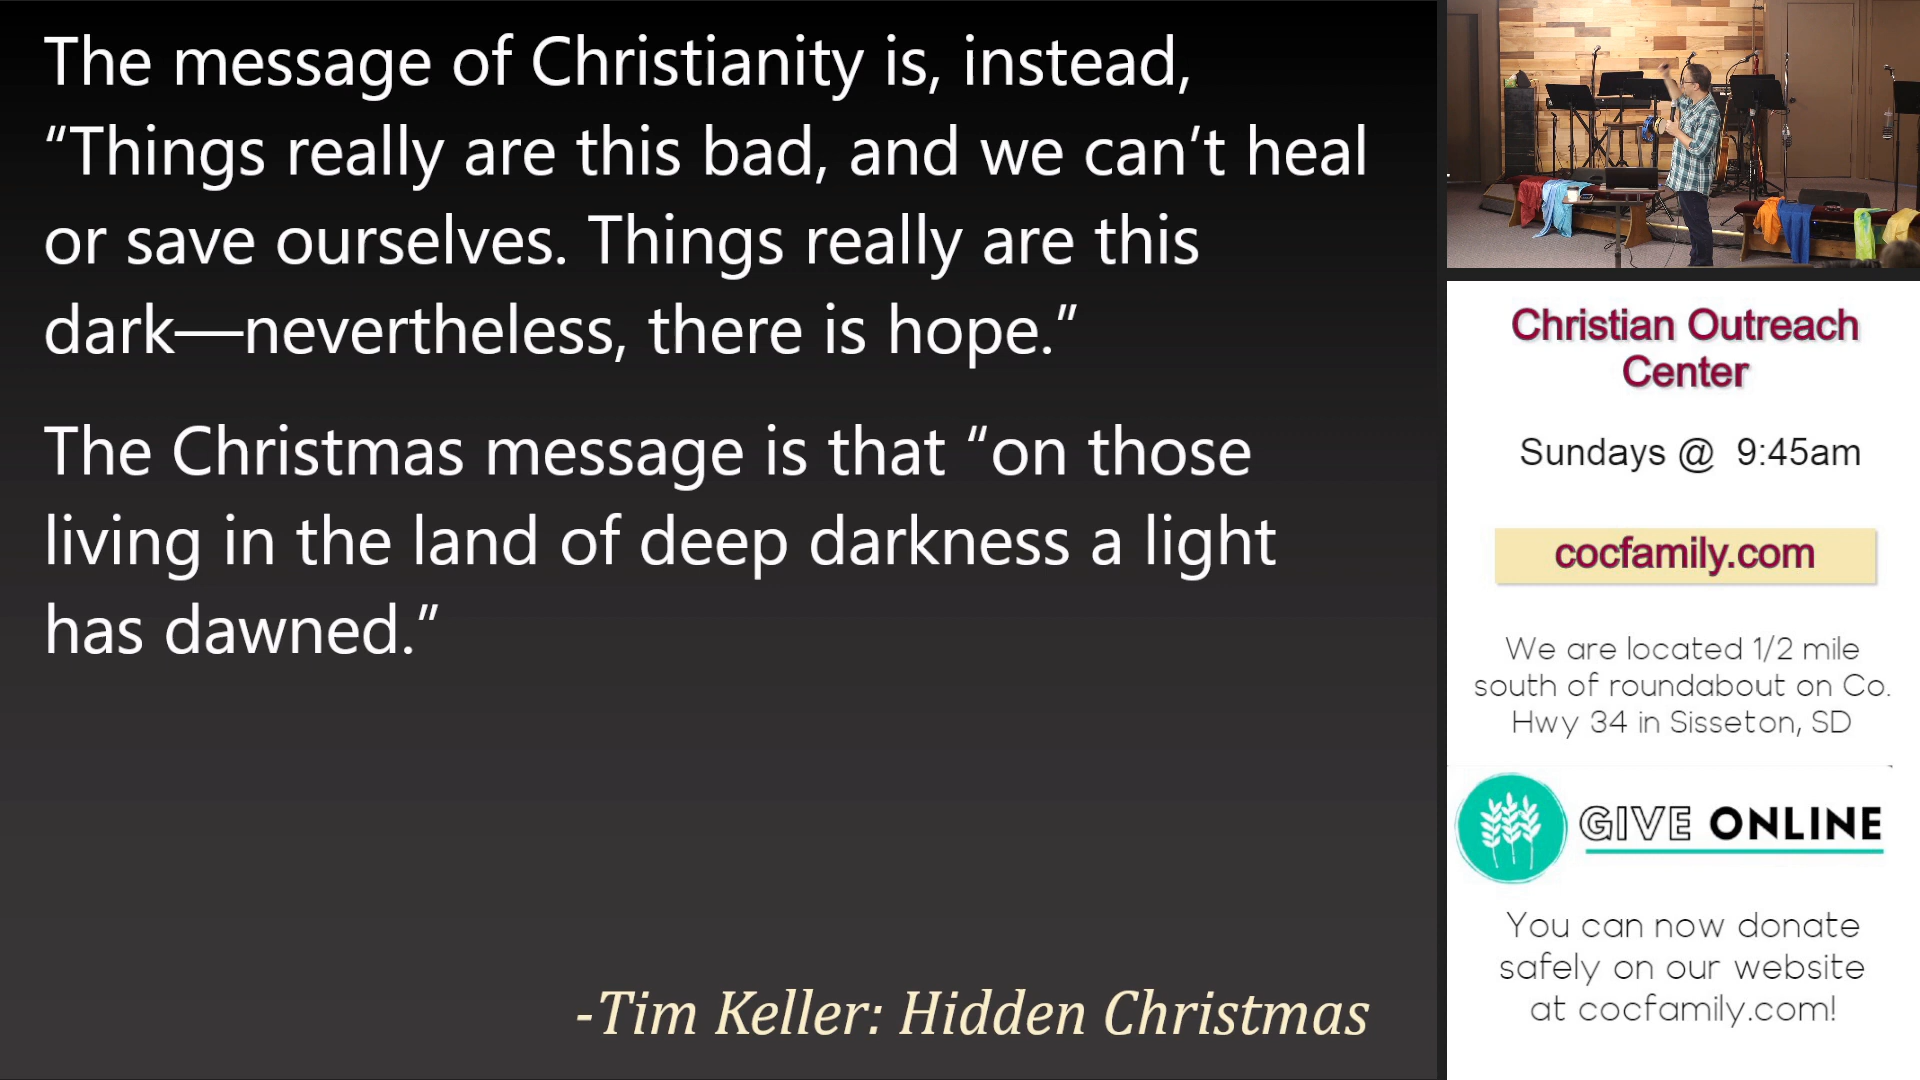 The message of Christianity is, instead,
“Things really are this bad, and we can’t heal
or save ourselves. Things really are this
dark—nevertheless, there is hope.”
The Christmas message is that “on those
living in the land of deep darkness a light
has dawned.”
-Tim Keller: Hidden Christmas
Christian Outreach
Center
Sundays @ 9:45am
cocfamily.com
We are located 1/2 mile
south of roundabout on Co.
Hwy 34 in Sisseton, SD
GIVE ONLINE
You can now donate
safely on our website
at cocfamily.com!